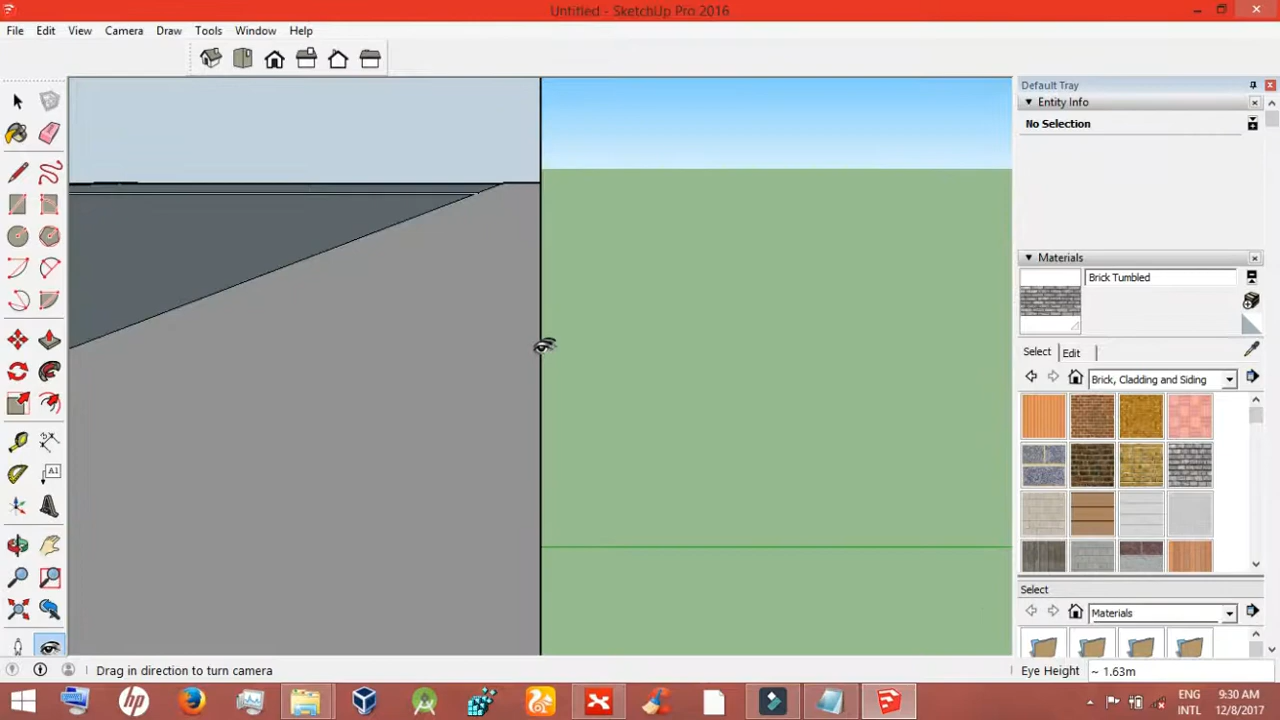 Untitled - SketchUp Pro 2016
File Edit View Camera Draw Tools Window Help
Default Tray
Entity Info
No Selection
Materials
Brick Tumbled
Select Edit
Brick, Cladding and Siding
A1
Select
Materials
Drag in direction to turn camera
Eye Height ~ 1.63m
ENG
INTL
9:30 AM
12/8/2017